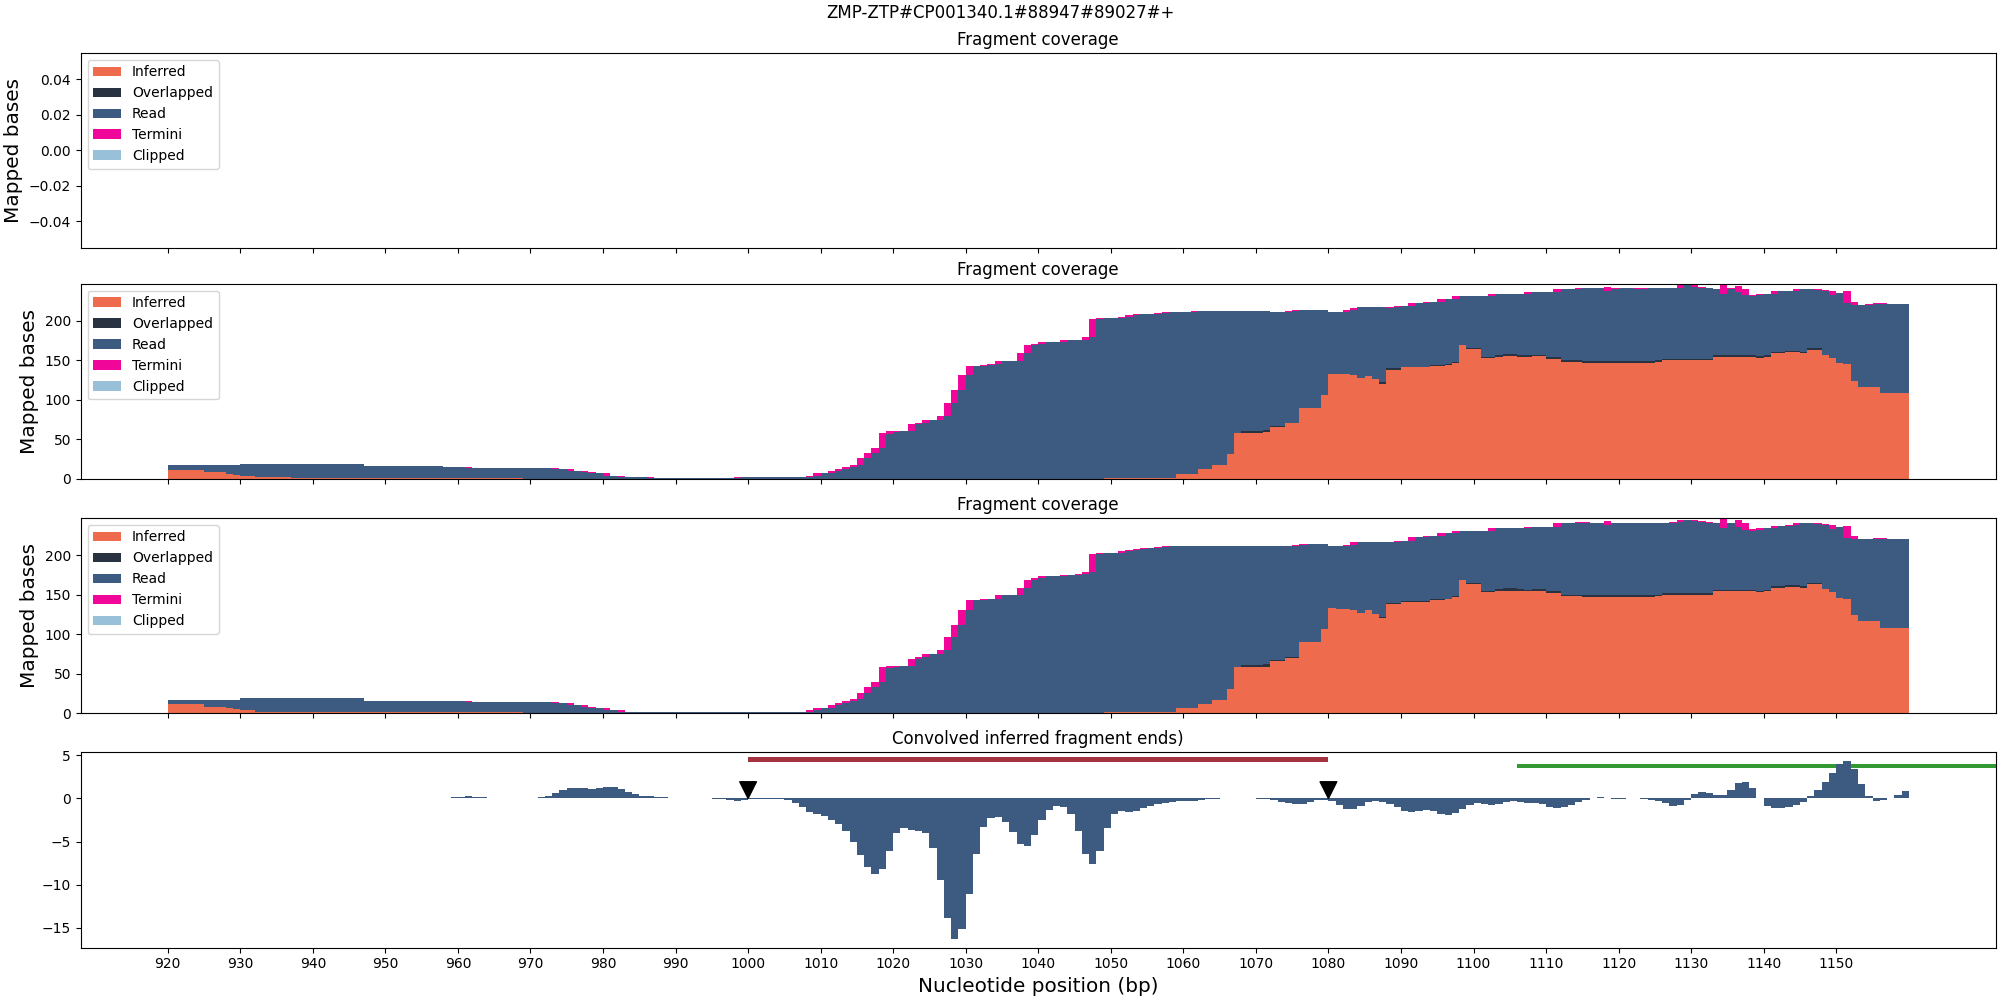 ZMP-ZTP#CP001340.1#88947#89027#+
Fragment coverage
Mapped bases
0.04
0.02
0.00
−0.02
−0.04
Inferred
Overlapped
Read
Termini
Clipped
Fragment coverage
Mapped bases
200
150
100
50
0
Inferred
Overlapped
Read
Termini
Clipped
Fragment coverage
Mapped bases
200
150
100
50
0
Inferred
Overlapped
Read
Termini
Clipped
Convolved inferred fragment ends)
5
0
−5
−10
−15
920 930 940 950 960 970 980 990 1000 1010 1020 1030 1040 1050 1060 1070 1080 1090 1100 1110 1120 1130 1140 1150
Nucleotide position (bp)